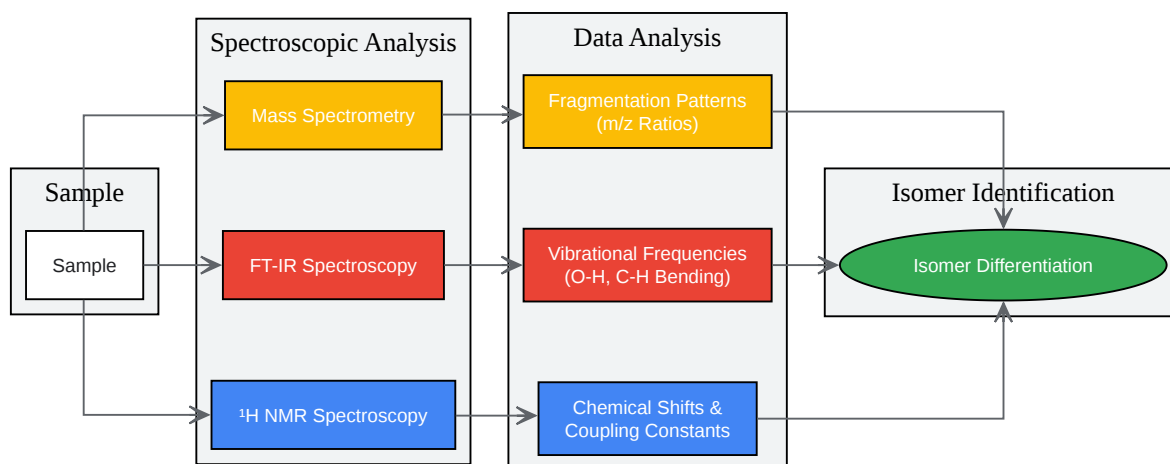 Spectroscopic Analysis
Data Analysis
Mass Spectrometry
Fragmentation Patterns
(m/z Ratios)
Sample
Isomer Identification
Sample
FT-IR Spectroscopy
Vibrational Frequencies
(O-H, C-H Bending)
Isomer Differentiation
¹H NMR Spectroscopy
Chemical Shifts &
Coupling Constants